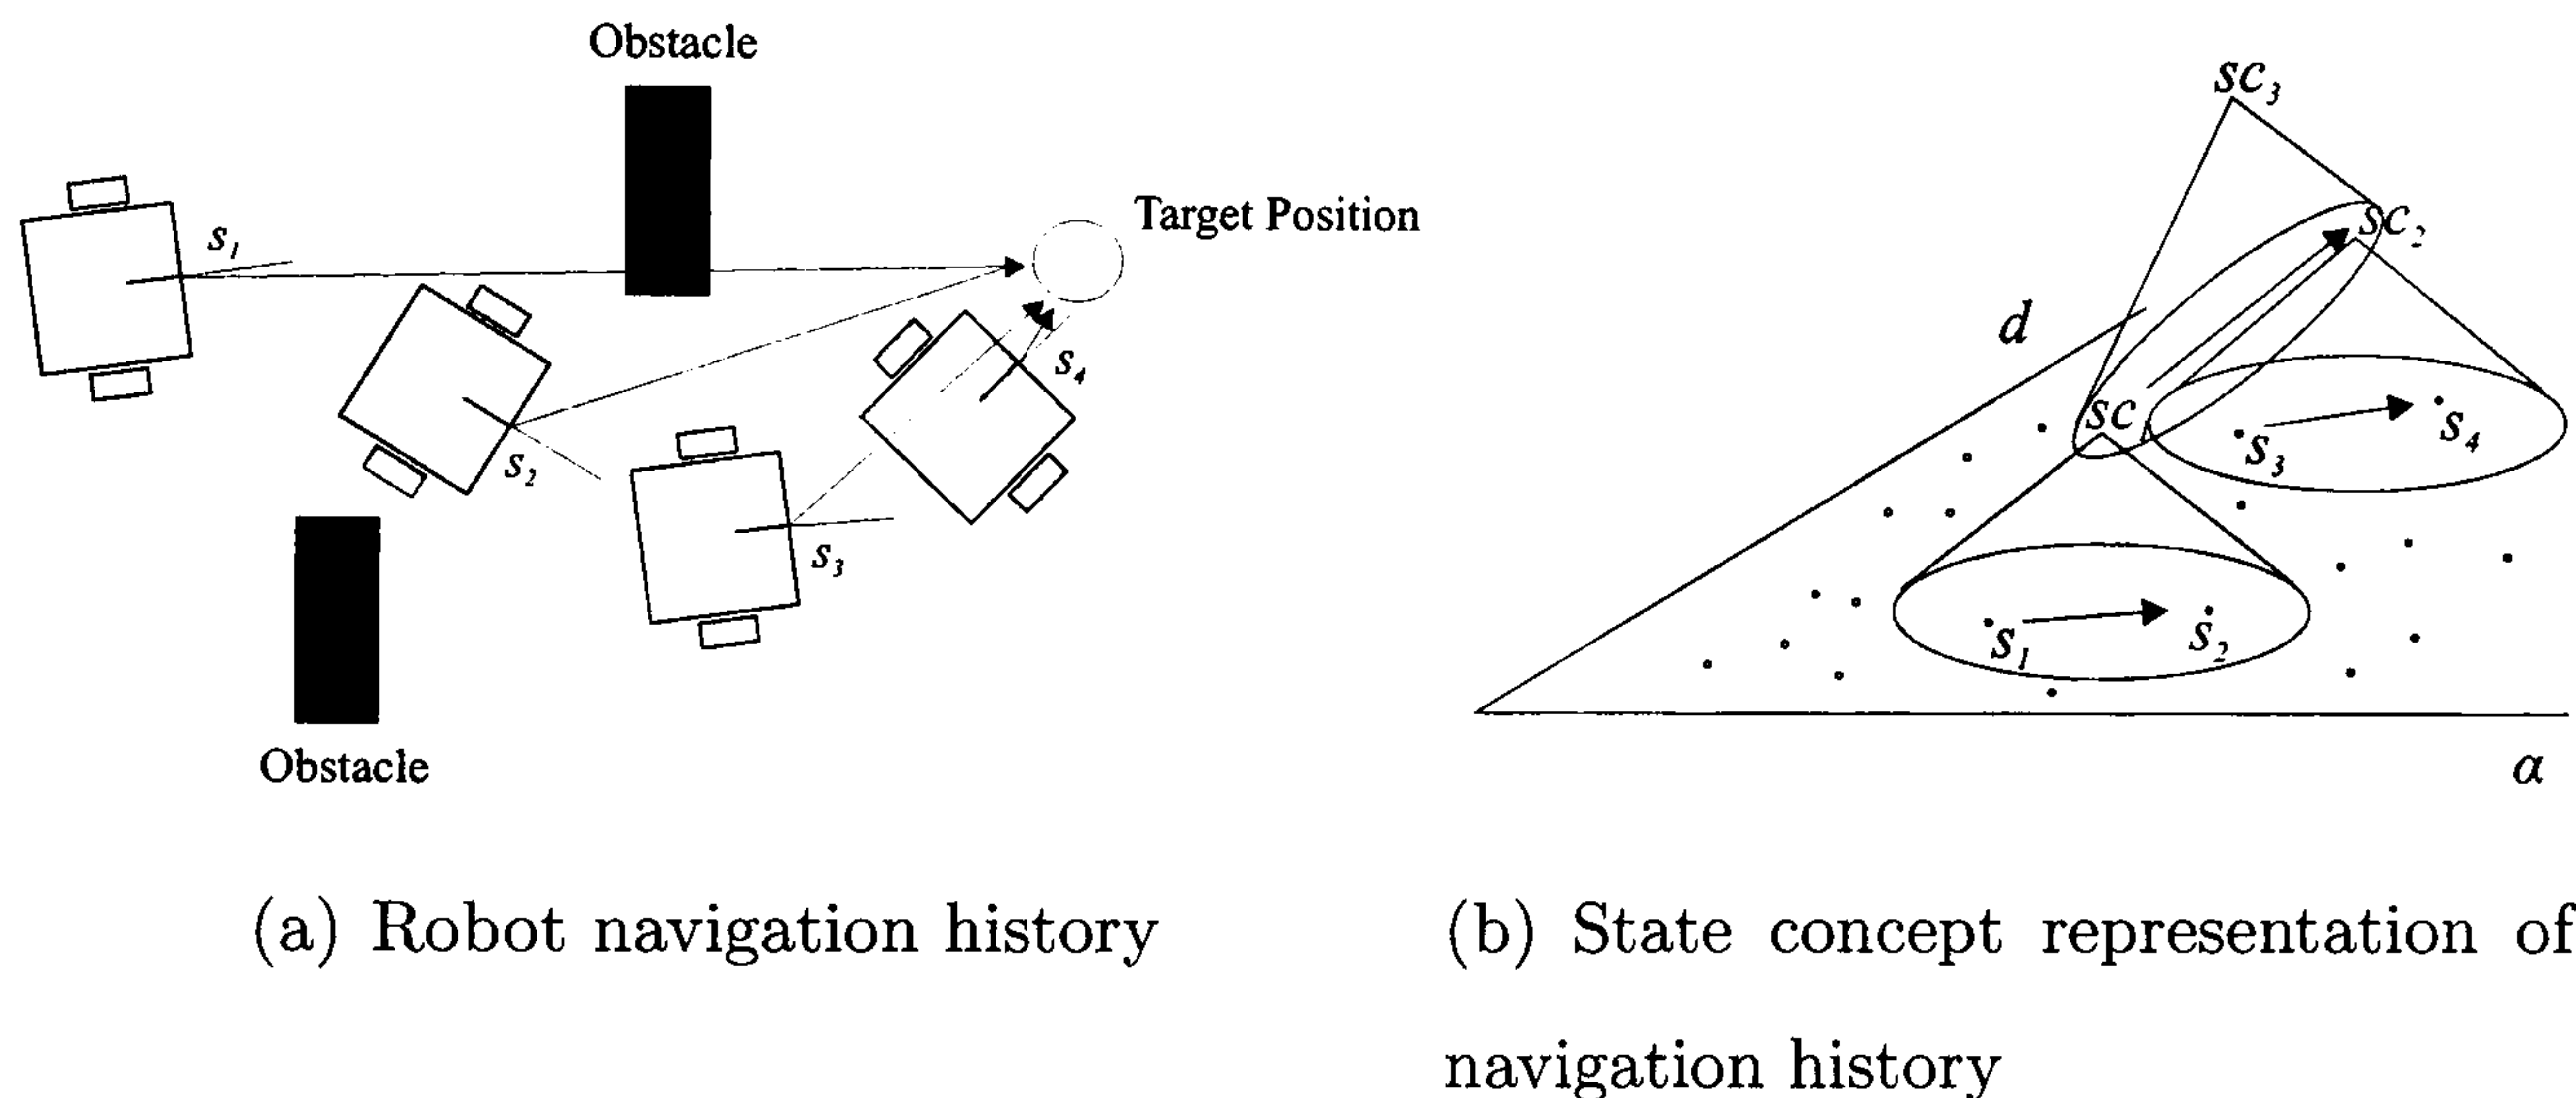 Obstacle
s₁
Target Position
s₂
s₃
s₄
Obstacle
(a) Robot navigation history
sc₃
sc₂
d
sc
s₃
s₄
s₁
s₂
α
(b) State concept representation of
navigation history